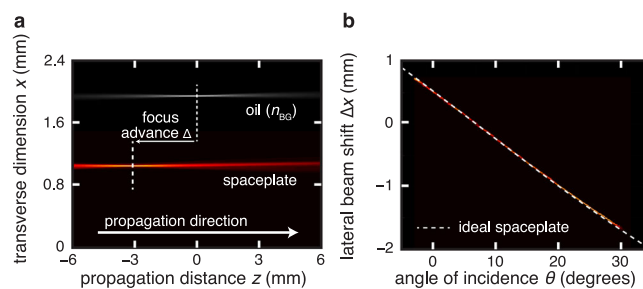 a
b
transverse dimension x (mm)
2.4
1.6
0.8
0
oil (nBG)
focus
advance Δ
spaceplate
propagation direction
−6
−3
0
3
6
propagation distance z (mm)
lateral beam shift Δx (mm)
1
0
−1
−2
ideal spaceplate
0
10
20
30
angle of incidence θ (degrees)